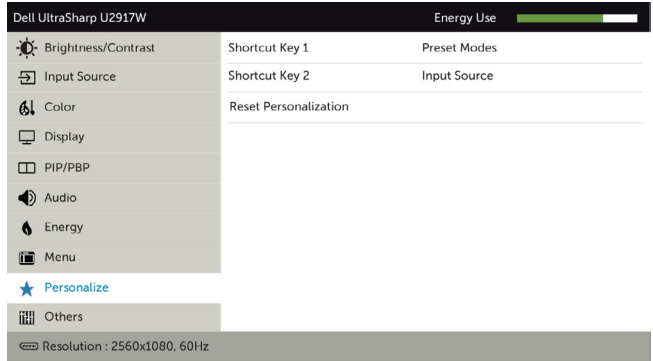 Dell UltraSharp U2917W Energy Use
Brightness/Contrast Shortcut Key 1 Preset Modes
Input Source Shortcut Key 2 Input Source
Color Reset Personalization
Display
PIP/PBP
Audio
Energy
Menu
Personalize
Others
Resolution : 2560x1080, 60Hz